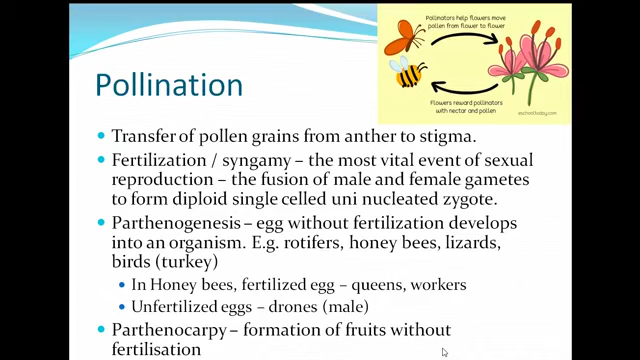 Pollinators help flowers move
pollen from flower to flower
Pollination
Flowers reward pollinators
with nectar and pollen
Transfer of pollen grains from anther to stigma.
Fertilization / syngamy – the most vital event of sexual
reproduction – the fusion of male and female gametes
to form diploid single celled uni nucleated zygote.
Parthenogenesis – egg without fertilization develops
into an organism. E.g. rotifers, honey bees, lizards,
birds (turkey)
In Honey bees, fertilized egg – queens, workers
Unfertilized eggs – drones (male)
Parthenocarpy – formation of fruits without
fertilisation